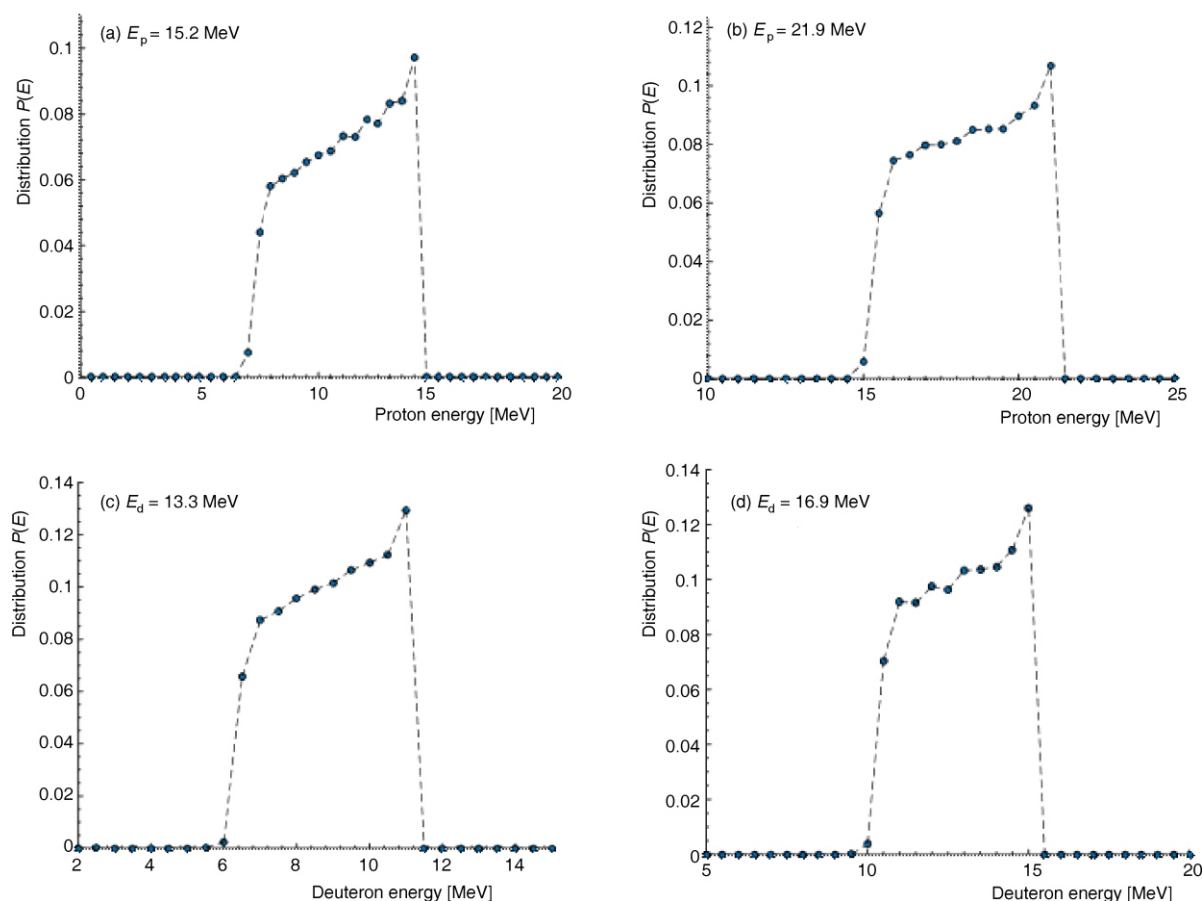 (a) Ep = 15.2 MeV
Distribution P(E)
0.1
0.08
0.06
0.04
0.02
0
0 5 10 15 20
Proton energy [MeV]
(b) Ep = 21.9 MeV
Distribution P(E)
0.12
0.1
0.08
0.06
0.04
0.02
0
10 15 20 25
Proton energy [MeV]
(c) Ed = 13.3 MeV
Distribution P(E)
0.14
0.12
0.1
0.08
0.06
0.04
0.02
0
2 4 6 8 10 12 14
Deuteron energy [MeV]
(d) Ed = 16.9 MeV
Distribution P(E)
0.14
0.12
0.1
0.08
0.06
0.04
0.02
0
5 10 15 20
Deuteron energy [MeV]